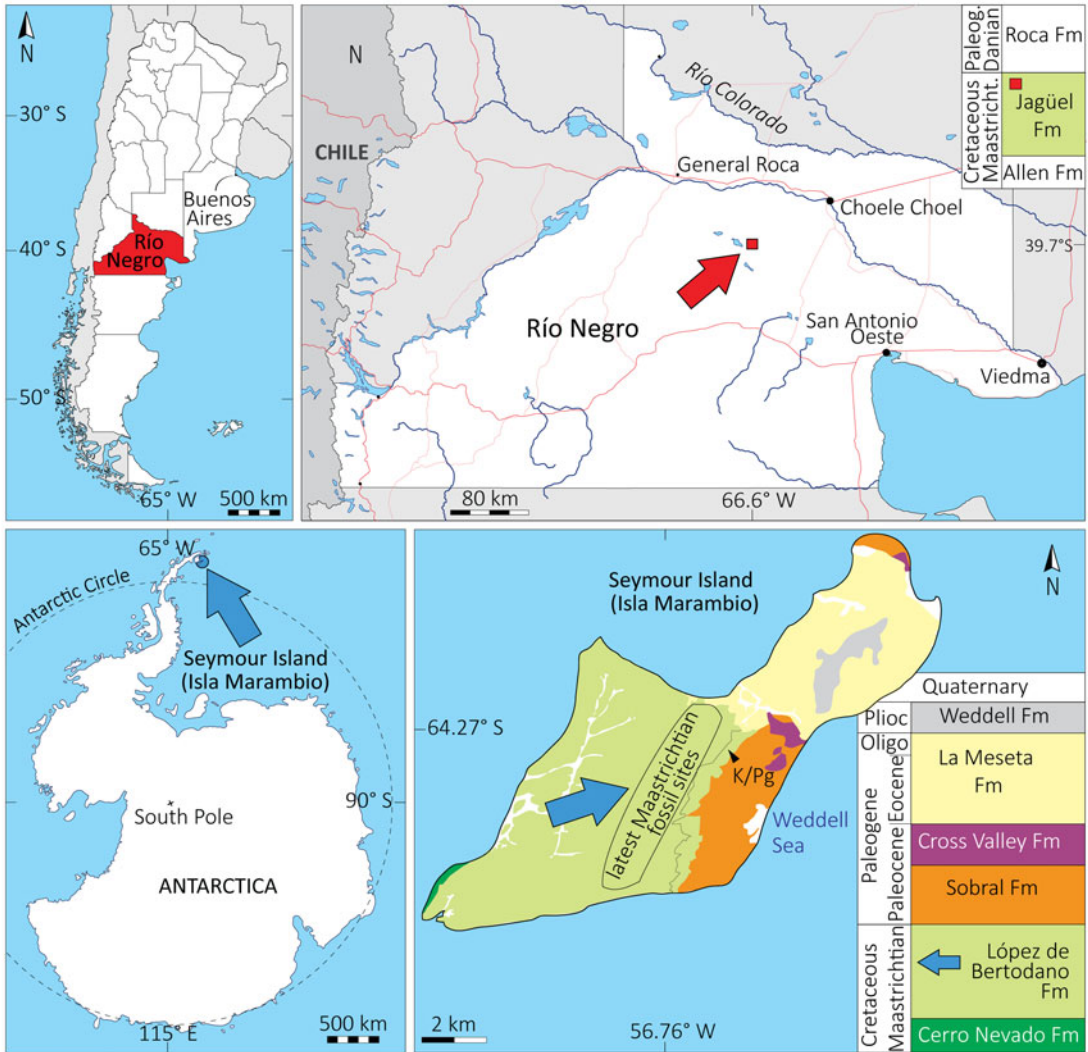 N
30° S
Buenos
Aires
Río
Negro
40° S
50° S
65° W
500 km
N
Río Colorado
CHILE
General Roca
Choele Choel
39.7° S
Río Negro
San Antonio
Oeste
Viedma
80 km
66.6° W
Paleog.
Danian
Roca Fm
Cretaceous
Maastricht.
Jagüel
Fm
Allen Fm
65° W
Antarctic Circle
Seymour Island
(Isla Marambio)
90° S
South Pole
ANTARCTICA
115° E
500 km
Seymour Island
(Isla Marambio)
N
64.27° S
latest Maastrichtian
fossil sites
K/Pg
Weddell
Sea
2 km
56.76° W
Quaternary
Plioc
Weddell Fm
Oligo
Paleogene
Eocene
La Meseta
Fm
Paleocene
Cross Valley Fm
Sobral Fm
Cretaceous
Maastrichtian
López de
Bertodano
Fm
Cerro Nevado Fm